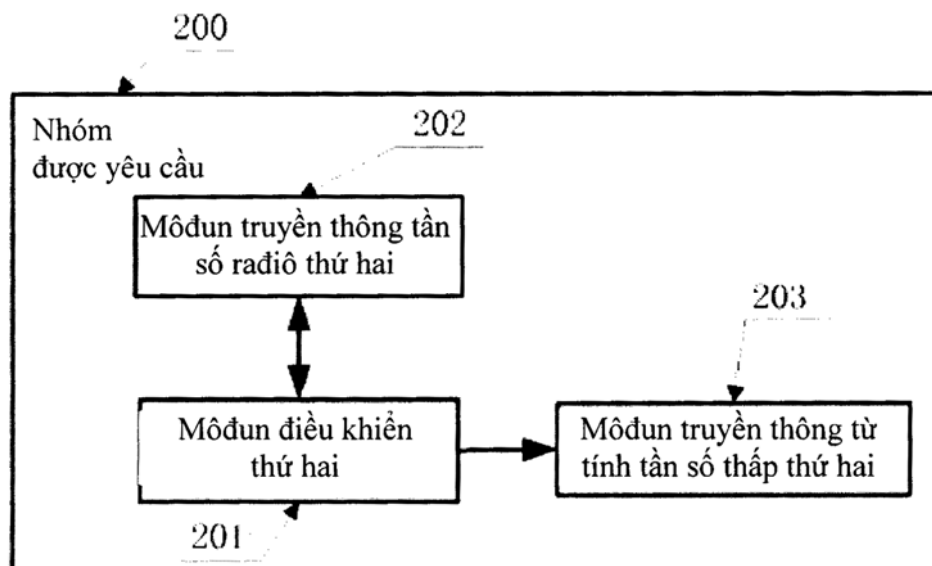 200
Nhóm
được yêu cầu
202
Môđun truyền thông tần
số rađiô thứ hai
203
Môđun điều khiển
thứ hai
Môđun truyền thông từ
tính tần số thấp thứ hai
201